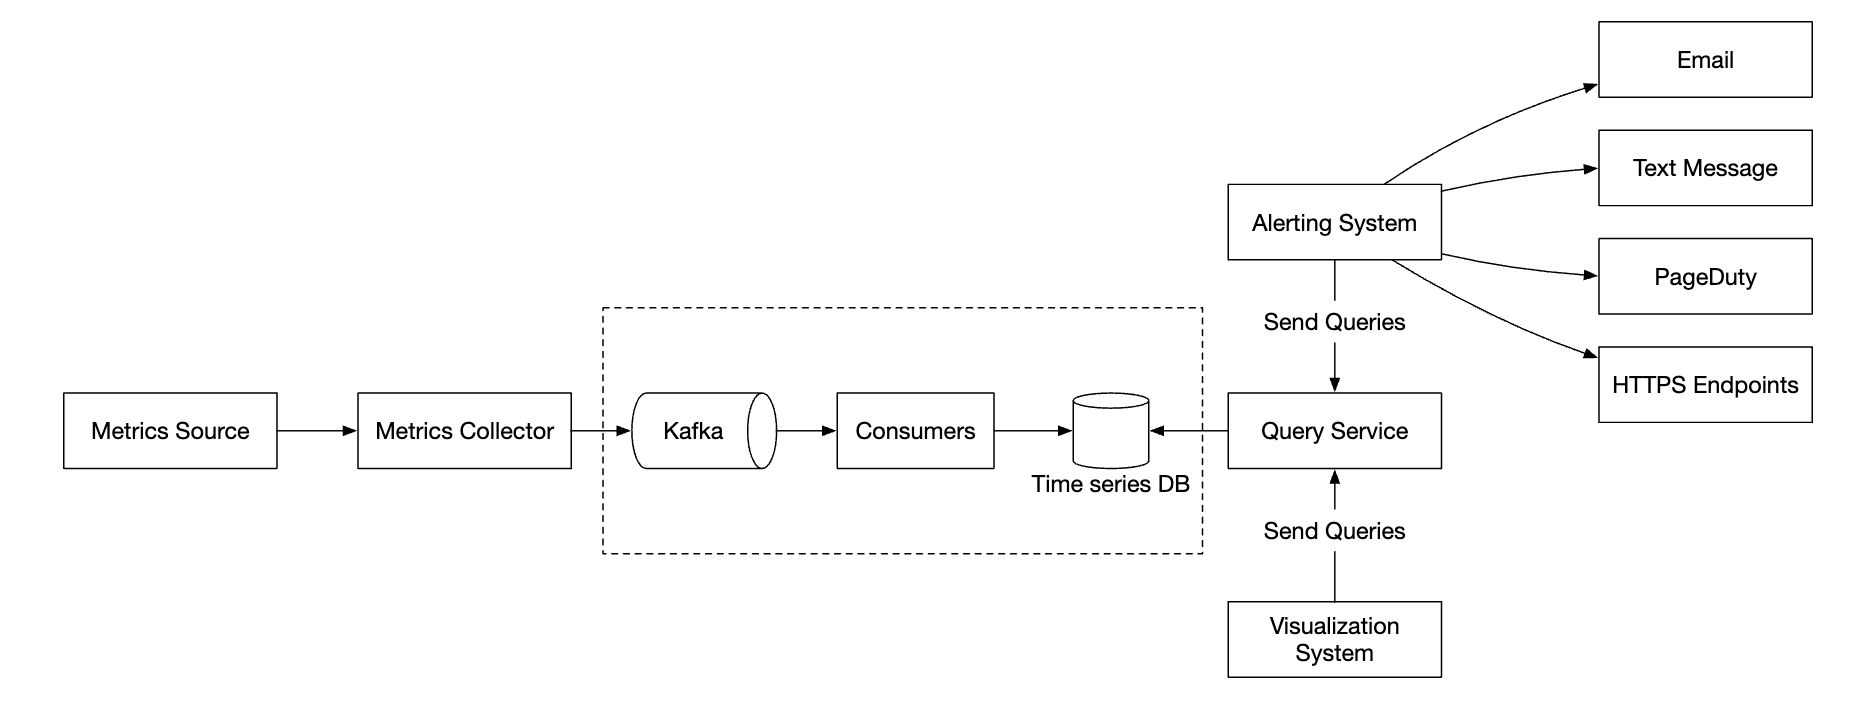 Email
Text Message
Alerting System
PageDuty
Send Queries
HTTPS Endpoints
Metrics Source
Metrics Collector
Kafka
Consumers
Time series DB
Query Service
Send Queries
Visualization
System